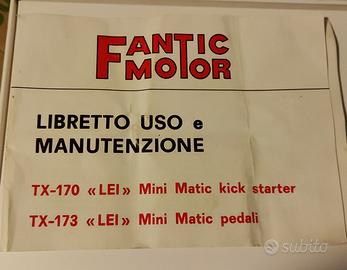 FANTIC
MOTOR
LIBRETTO USO e
MANUTENZIONE
TX-170 «LEI» Mini Matic kick starter
TX-173 «LEI» Mini Matic pedali
subito